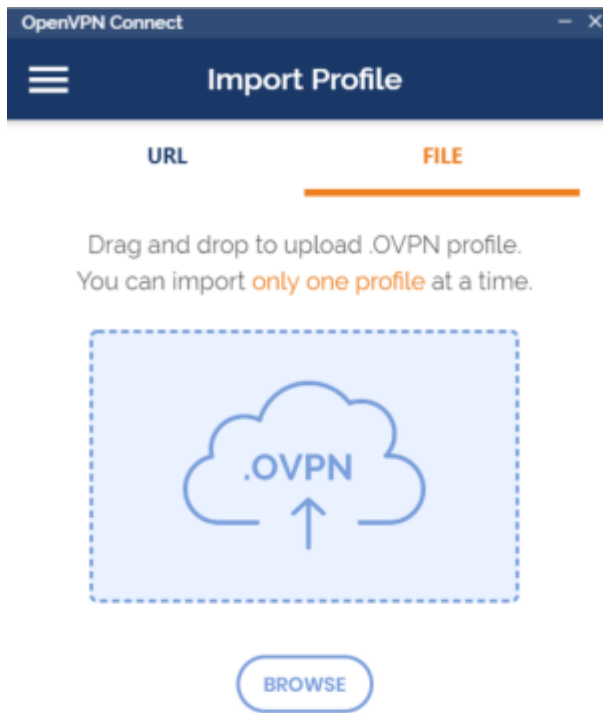 OpenVPN Connect
Import Profile
URL
FILE
Drag and drop to upload .OVPN profile.
You can import only one profile at a time.
.OVPN
BROWSE